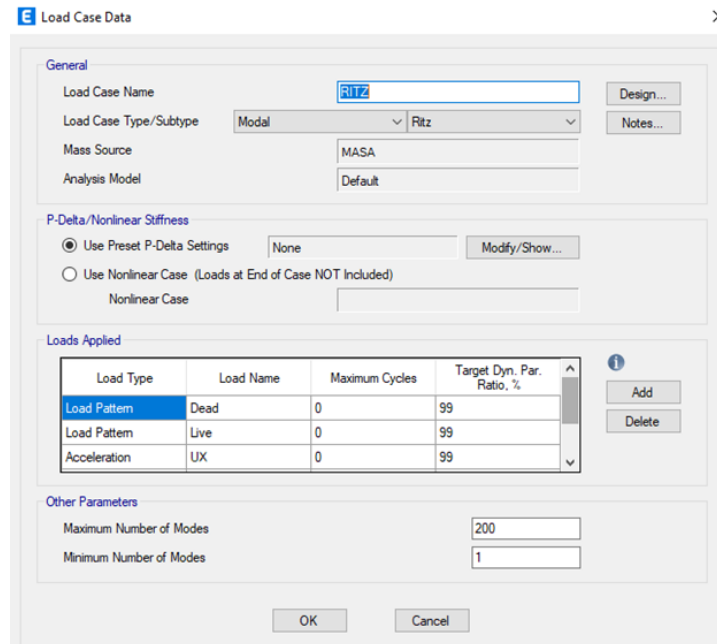 E Load Case Data
General
Load Case Name RITZ Design...
Load Case Type/Subtype Modal Ritz Notes...
Mass Source MASA
Analysis Model Default
P-Delta/Nonlinear Stiffness
Use Preset P-Delta Settings None Modify/Show...
Use Nonlinear Case (Loads at End of Case NOT Included)
Nonlinear Case
Loads Applied
Load Type Load Name Maximum Cycles Target Dyn. Par. Ratio, %
Load Pattern Dead 0 99
Load Pattern Live 0 99
Acceleration UX 0 99
i
Add
Delete
Other Parameters
Maximum Number of Modes 200
Minimum Number of Modes 1
OK Cancel